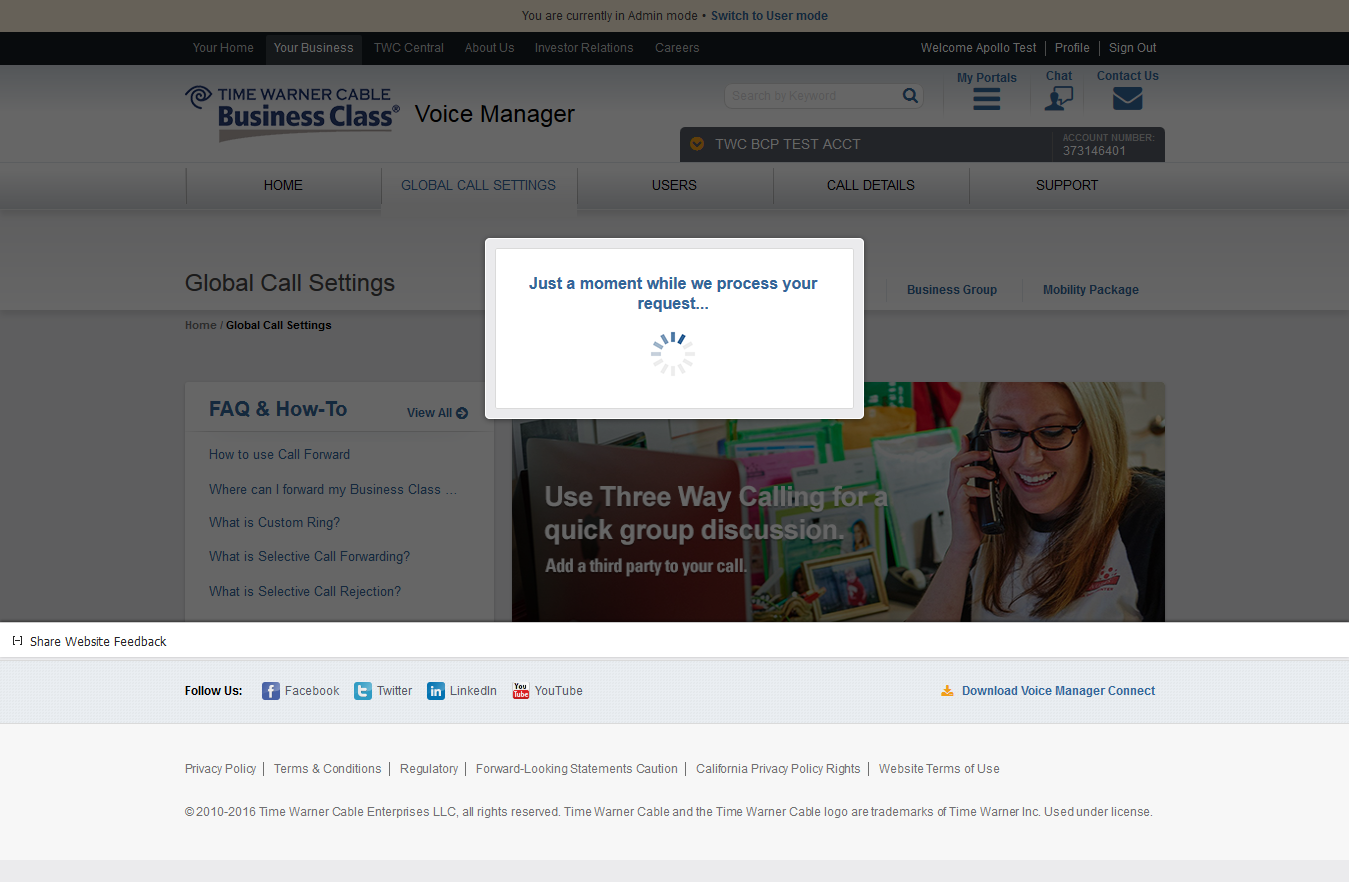 You are currently in Admin mode • Switch to User mode
Your Home Your Business TWC Central About Us Investor Relations Careers Welcome Apollo Test Profile Sign Out
TIME WARNER CABLE
Business Class®
Voice Manager
Search by Keyword
My Portals Chat Contact Us
TWC BCP TEST ACCT
ACCOUNT NUMBER:
373146401
HOME GLOBAL CALL SETTINGS USERS CALL DETAILS SUPPORT
Just a moment while we process your
request...
Global Call Settings
Business Group Mobility Package
Home / Global Call Settings
FAQ & How-To View All
How to use Call Forward
Where can I forward my Business Class ...
What is Custom Ring?
What is Selective Call Forwarding?
What is Selective Call Rejection?
Use Three Way Calling for a
quick group discussion.
Add a third party to your call.
[-] Share Website Feedback
Follow Us: Facebook Twitter LinkedIn YouTube Download Voice Manager Connect
Privacy Policy Terms & Conditions Regulatory Forward-Looking Statements Caution California Privacy Policy Rights Website Terms of Use
© 2010-2016 Time Warner Cable Enterprises LLC, all rights reserved. Time Warner Cable and the Time Warner Cable logo are trademarks of Time Warner Inc. Used under license.